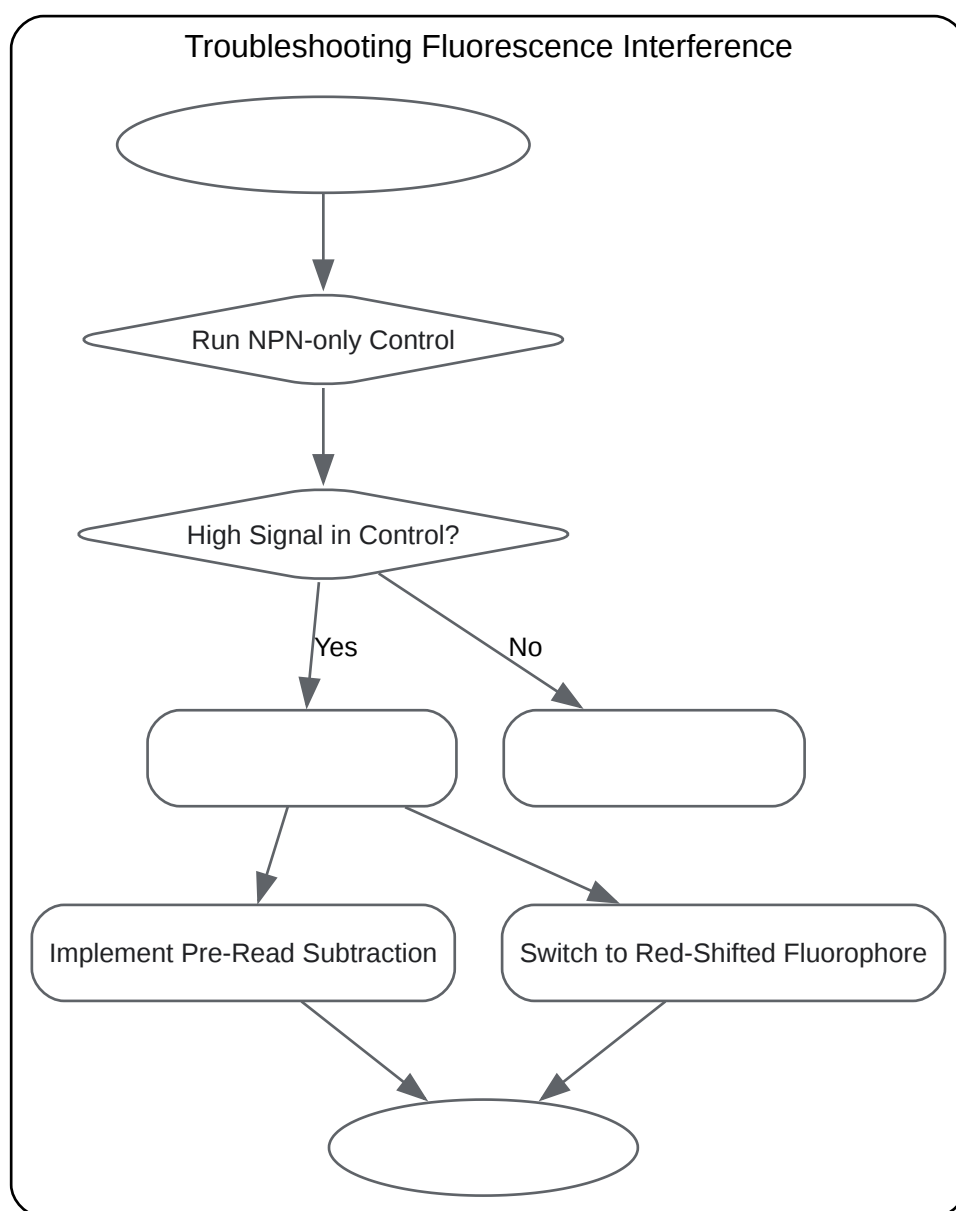 Troubleshooting Fluorescence Interference
Run NPN-only Control
High Signal in Control?
Yes
No
Implement Pre-Read Subtraction
Switch to Red-Shifted Fluorophore